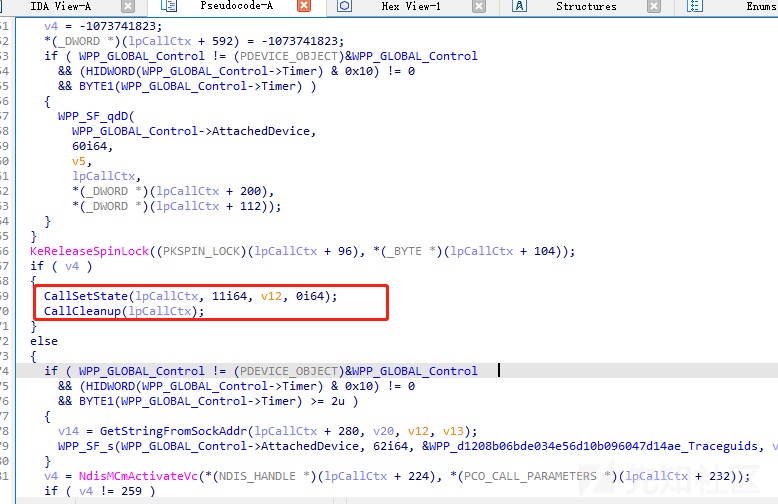 IDA View-A Pseudocode-A Hex View-1 Structures Enums
51 v4 = -1073741823;
52 *(_DWORD *)(lpCallCtx + 592) = -1073741823;
53 if ( WPP_GLOBAL_Control != (PDEVICE_OBJECT)&WPP_GLOBAL_Control
54 && (HIDWORD(WPP_GLOBAL_Control->Timer) & 0x10) != 0
55 && BYTE1(WPP_GLOBAL_Control->Timer) )
56 {
57 WPP_SF_qdD(
58 WPP_GLOBAL_Control->AttachedDevice,
59 60i64,
60 v5,
61 lpCallCtx,
62 *(_DWORD *)(lpCallCtx + 200),
63 *(_DWORD *)(lpCallCtx + 112));
64 }
65 }
66 KeReleaseSpinLock((PKSPIN_LOCK)(lpCallCtx + 96), *(_BYTE *)(lpCallCtx + 104));
67 if ( v4 )
68 {
69 CallSetState(lpCallCtx, 11i64, v12, 0i64);
70 CallCleanup(lpCallCtx);
71 }
72 else
73 {
74 if ( WPP_GLOBAL_Control != (PDEVICE_OBJECT)&WPP_GLOBAL_Control
75 && (HIDWORD(WPP_GLOBAL_Control->Timer) & 0x10) != 0
76 && BYTE1(WPP_GLOBAL_Control->Timer) >= 2u )
77 {
78 v14 = GetStringFromSockAddr(lpCallCtx + 280, v20, v12, v13);
79 WPP_SF_s(WPP_GLOBAL_Control->AttachedDevice, 62i64, &WPP_d1208b06bde034e56d10b096047d14ae_Traceguids, v
80 }
81 v4 = NdisMCmActivateVc(*(NDIS_HANDLE *)(lpCallCtx + 224), *(PCO_CALL_PARAMETERS *)(lpCallCtx + 232));
82 if ( v4 != 259 )
先知社区